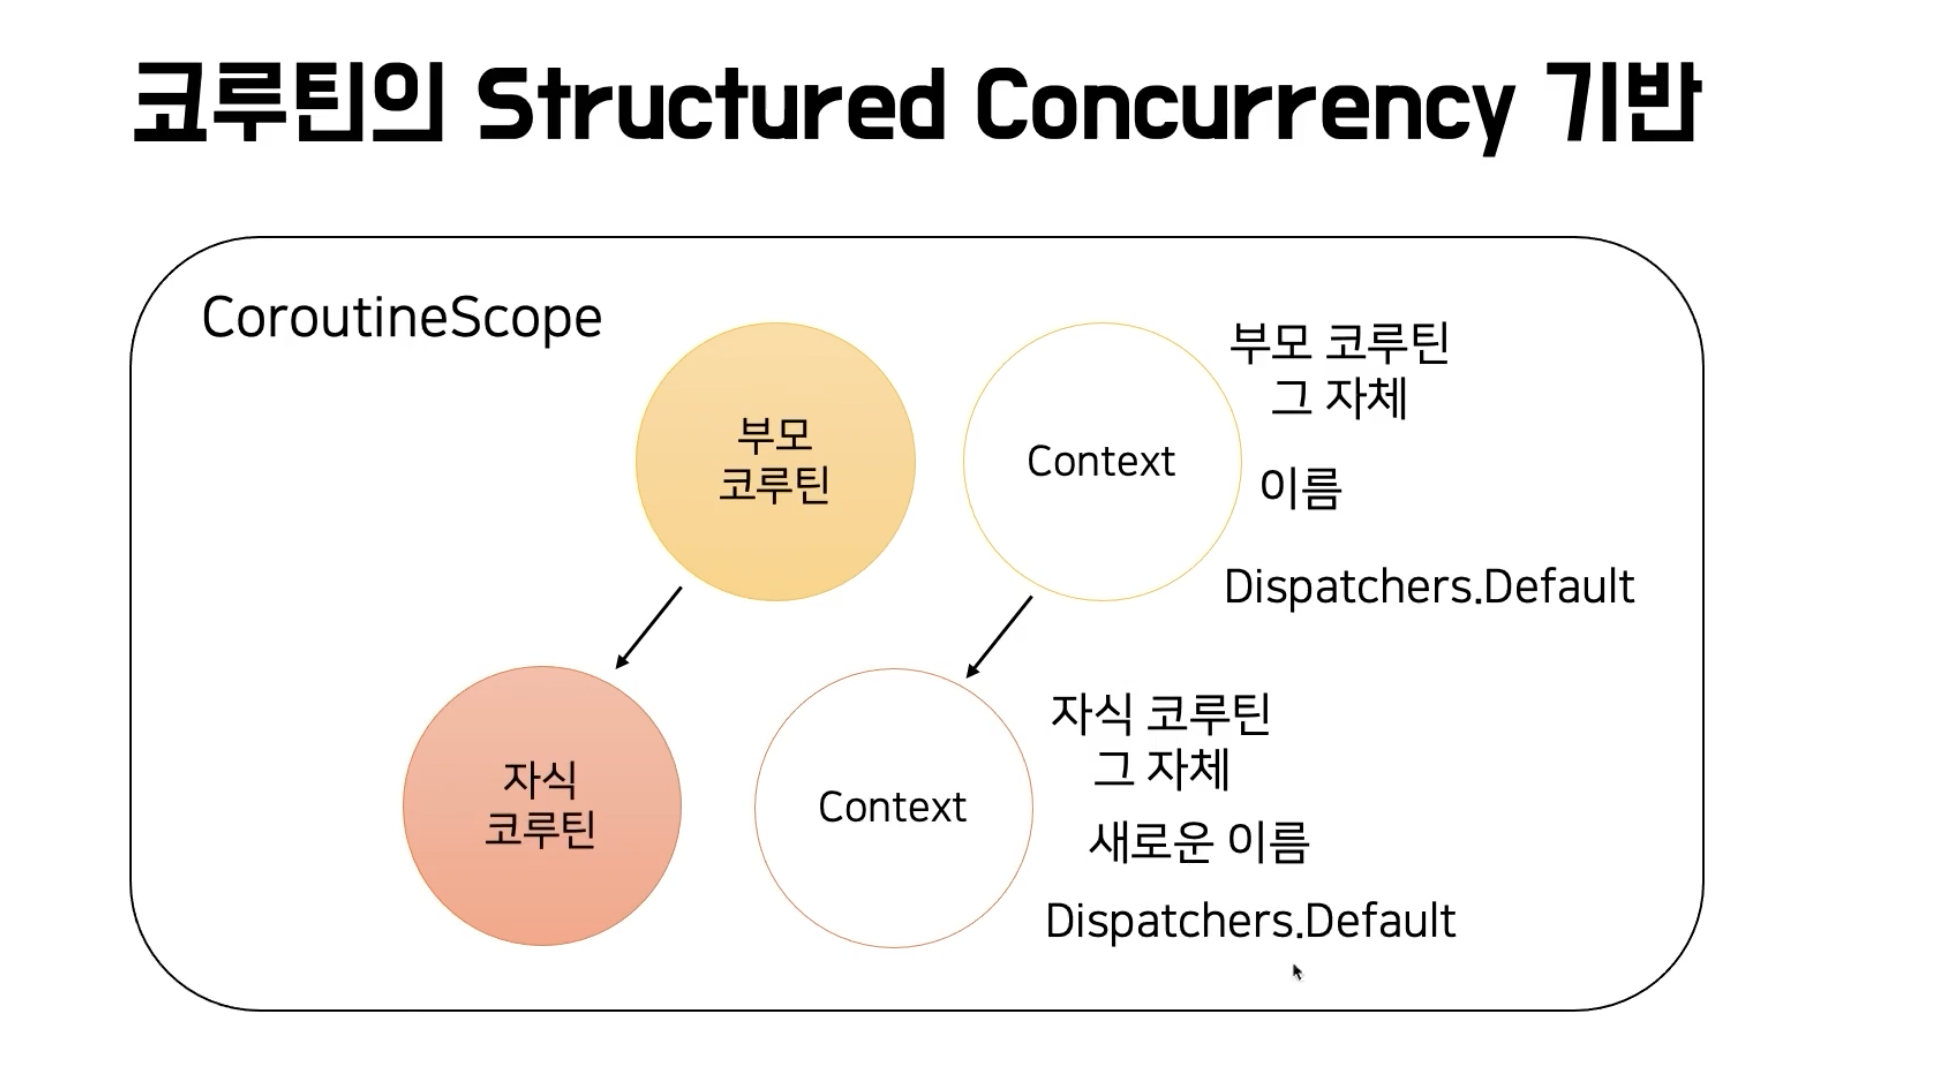 코루틴의 Structured Concurrency 기반
CoroutineScope
부모
코루틴
Context
부모 코루틴
그 자체
이름
Dispatchers.Default
자식
코루틴
Context
자식 코루틴
그 자체
새로운 이름
Dispatchers.Default